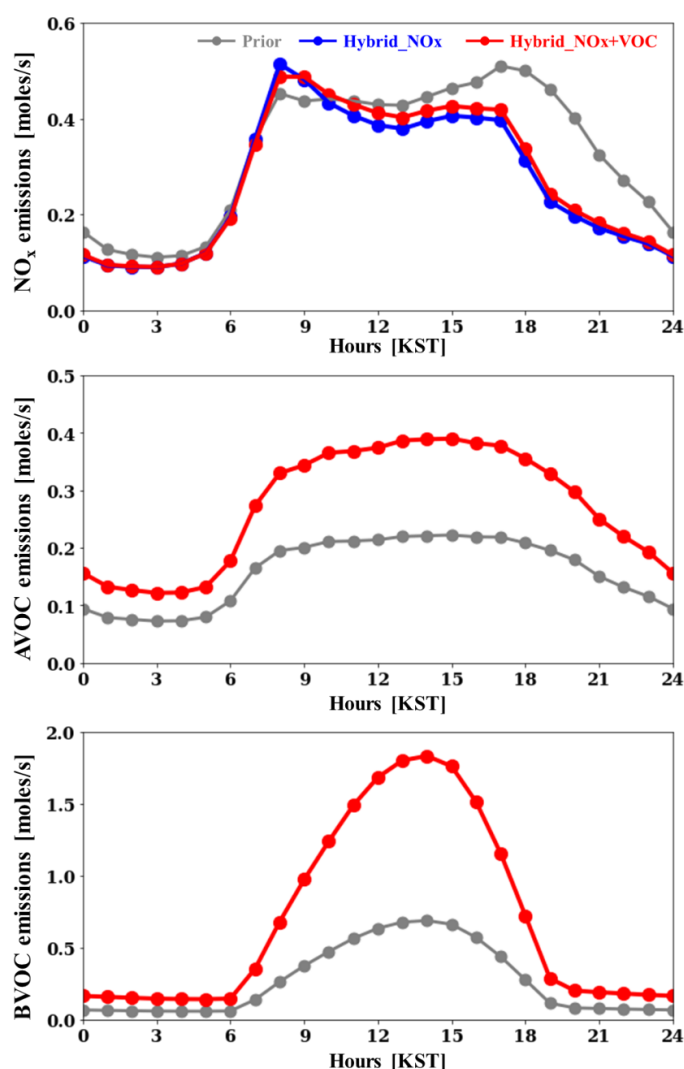 Prior Hybrid_NOx Hybrid_NOx+VOC
NOx emissions [moles/s]
0.6
0.4
0.2
0.0
0 3 6 9 12 15 18 21 24
Hours [KST]
AVOC emissions [moles/s]
0.5
0.4
0.3
0.2
0.1
0.0
0 3 6 9 12 15 18 21 24
Hours [KST]
BVOC emissions [moles/s]
2.0
1.5
1.0
0.5
0.0
0 3 6 9 12 15 18 21 24
Hours [KST]